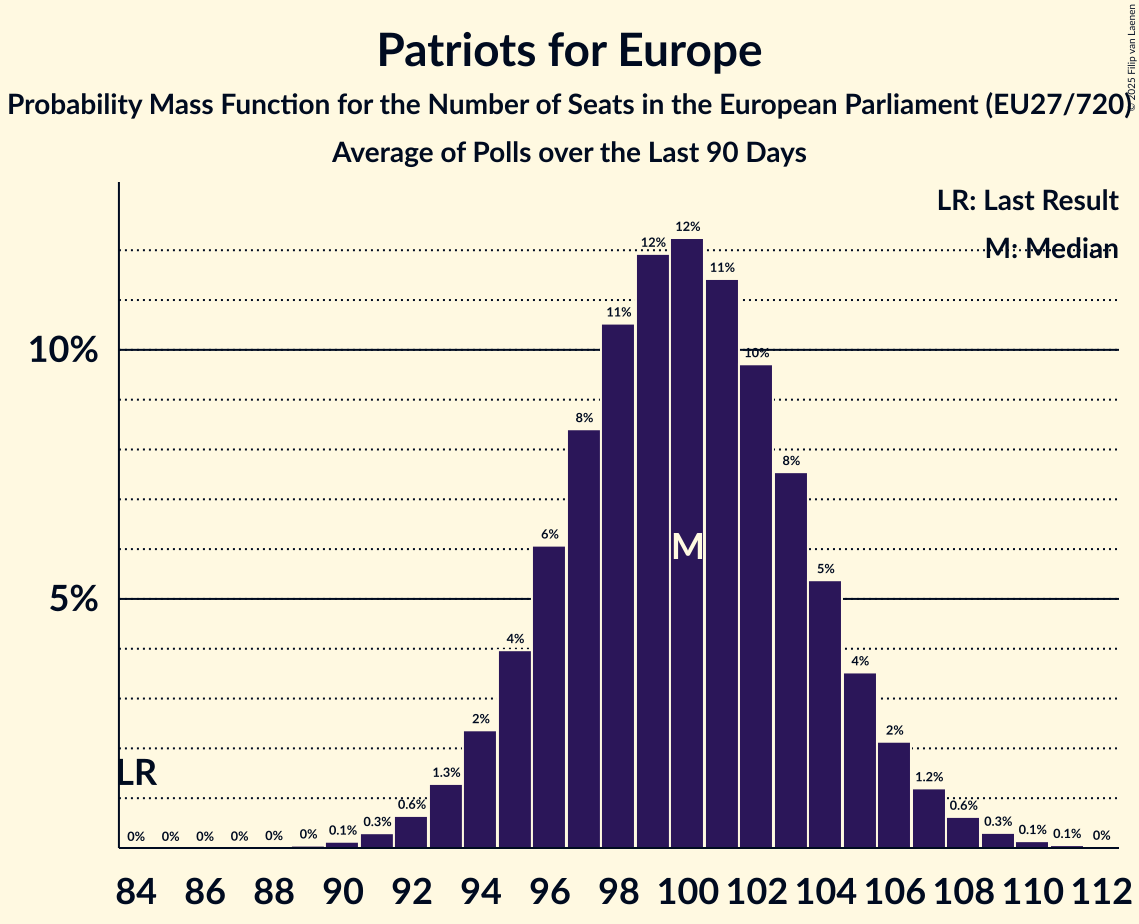 © 2025 Filip van Laenen
Patriots for Europe
Probability Mass Function for the Number of Seats in the European Parliament (EU27/720)
Average of Polls over the Last 90 Days
LR: Last Result
M: Median
10%
5%
LR
M
0% 0% 0% 0% 0% 0% 0.1% 0.3% 0.6% 1.3% 2% 4% 6% 8% 11% 12% 12% 11% 10% 8% 5% 4% 2% 1.2% 0.6% 0.3% 0.1% 0.1% 0%
84 86 88 90 92 94 96 98 100 102 104 106 108 110 112